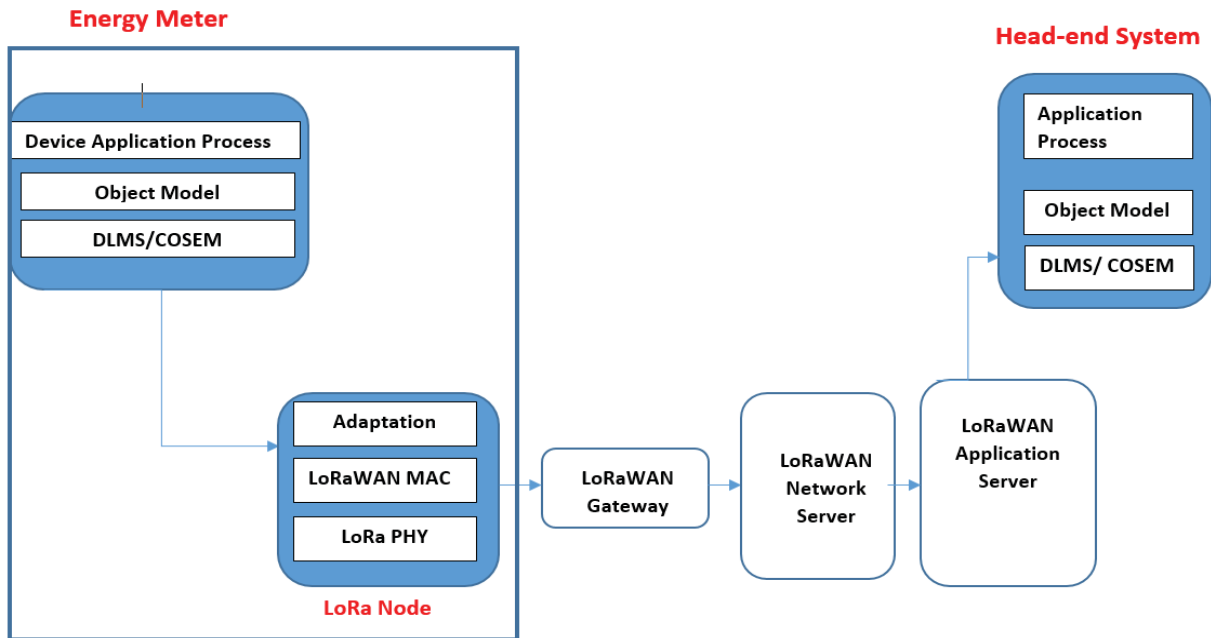 Energy Meter
Device Application Process
Object Model
DLMS/COSEM
Adaptation
LoRaWAN MAC
LoRa PHY
LoRa Node
LoRaWAN
Gateway
LoRaWAN
Network
Server
LoRaWAN
Application
Server
Head-end System
Application
Process
Object Model
DLMS/ COSEM